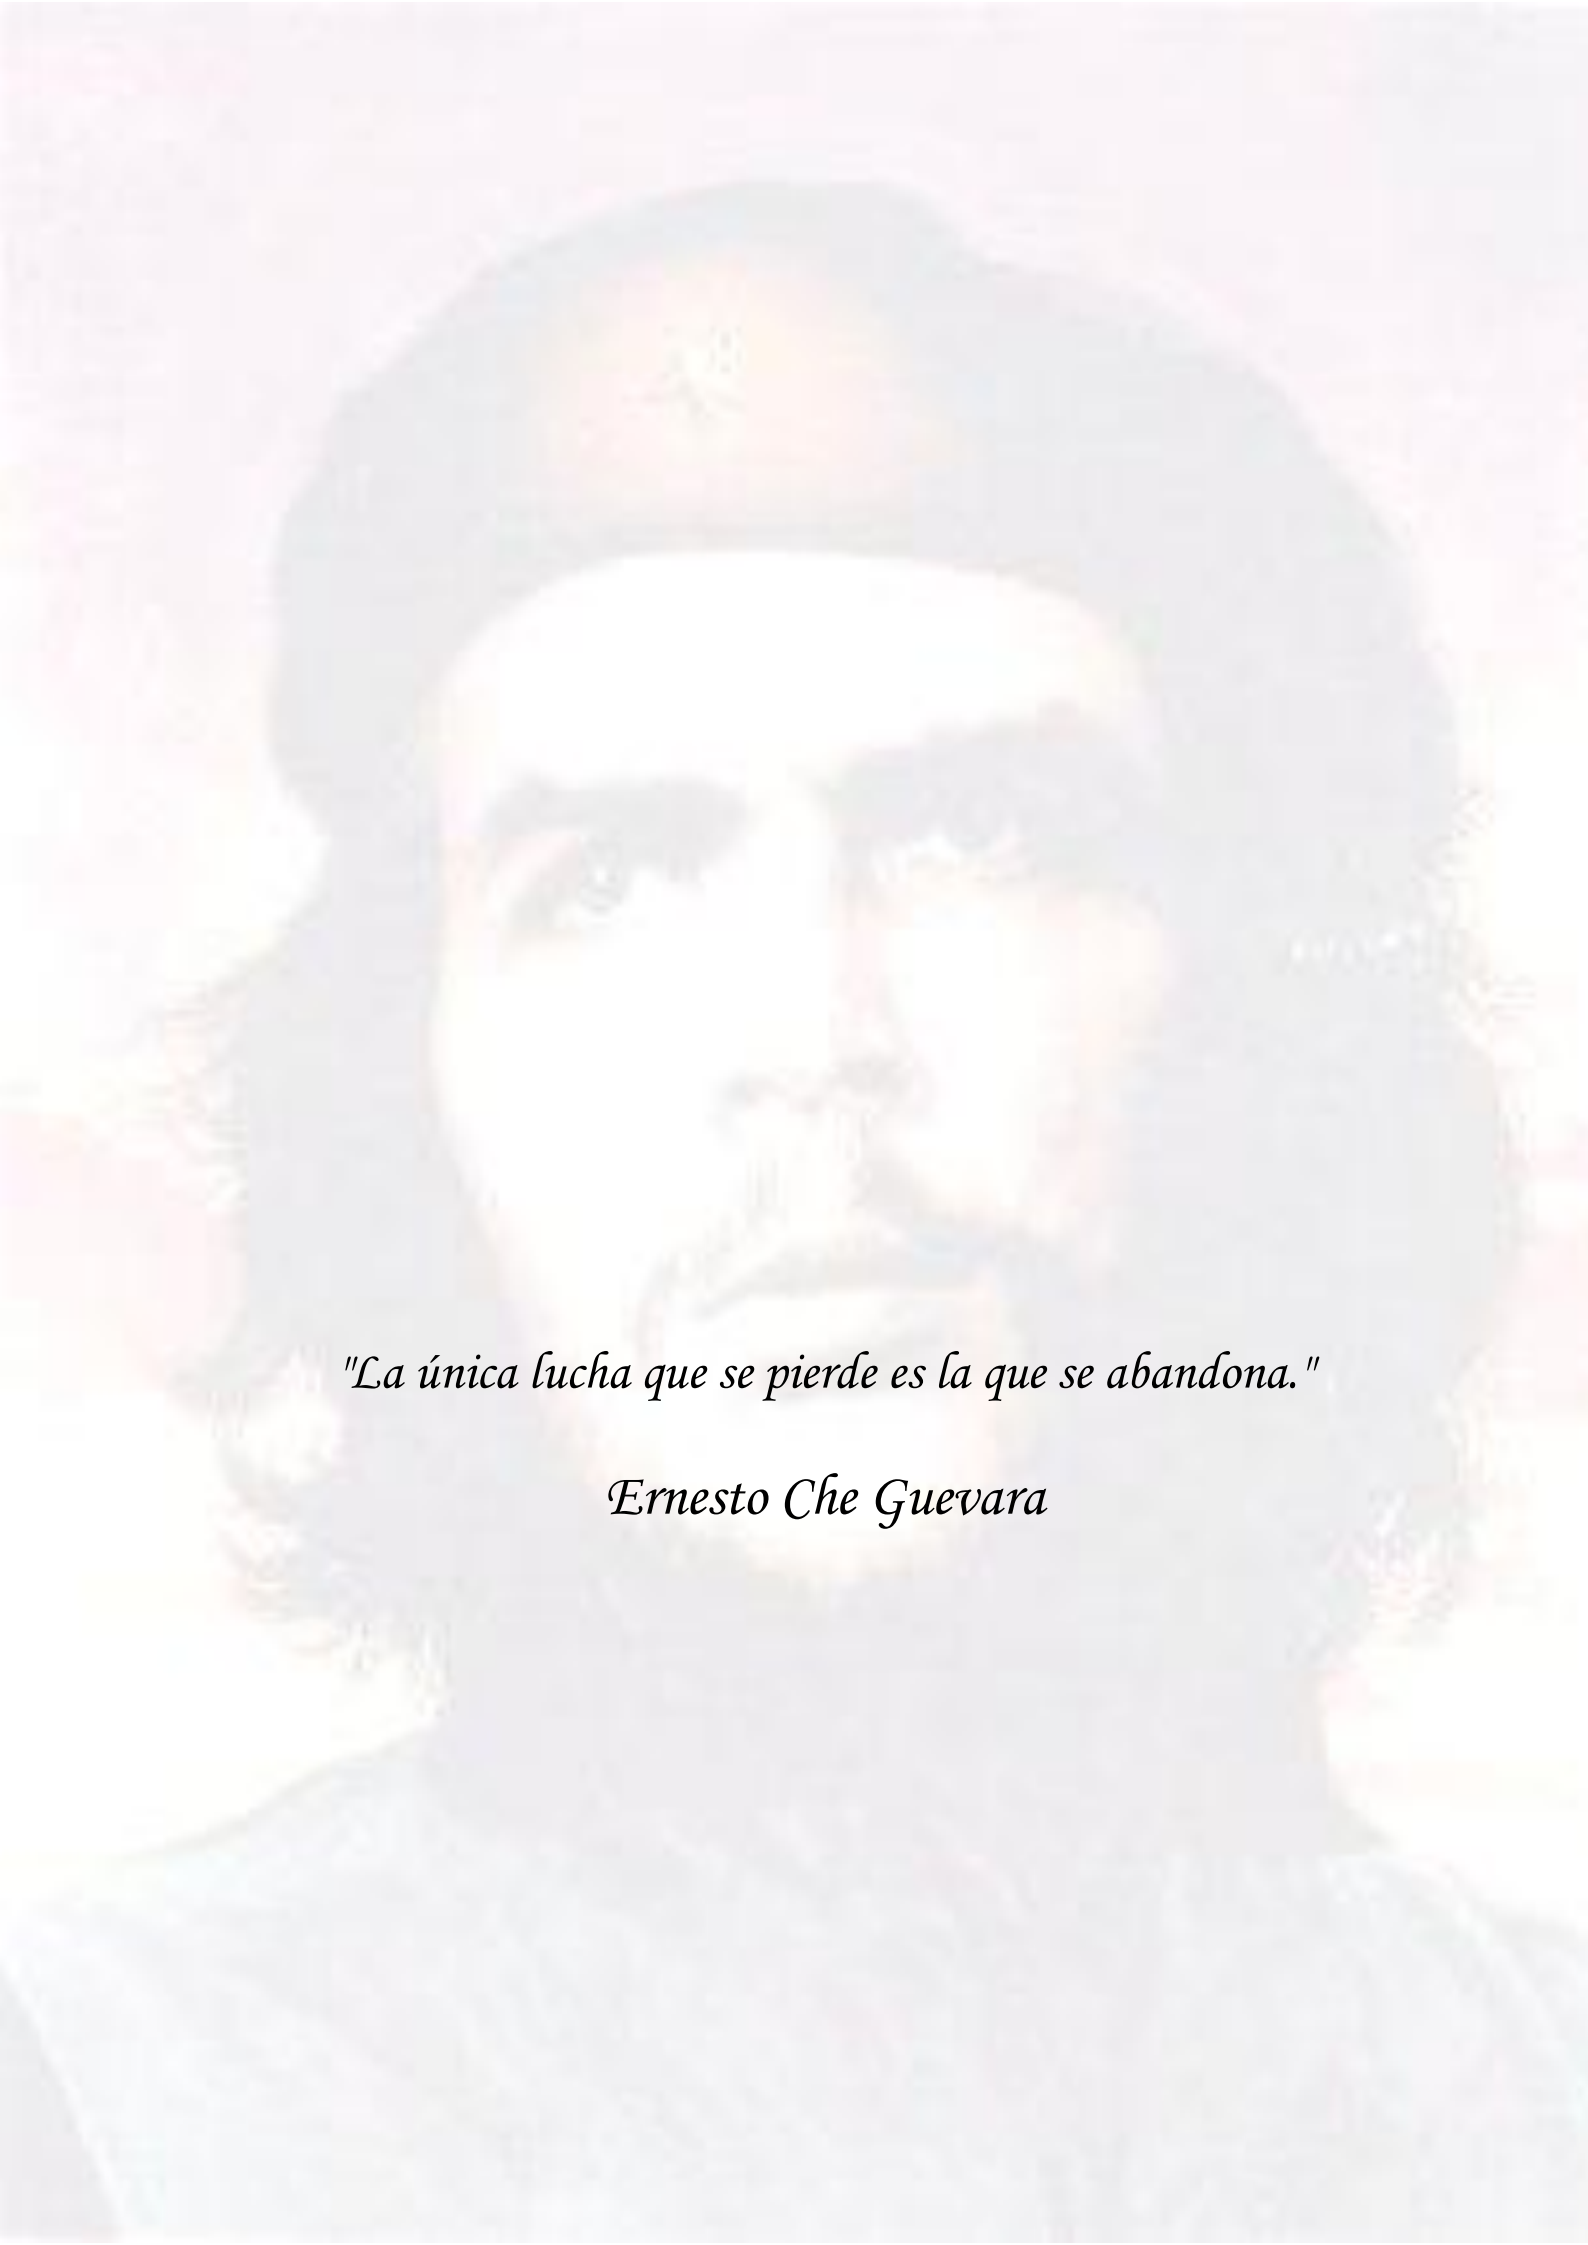 "La única lucha que se pierde es la que se abandona."
Ernesto Che Guevara